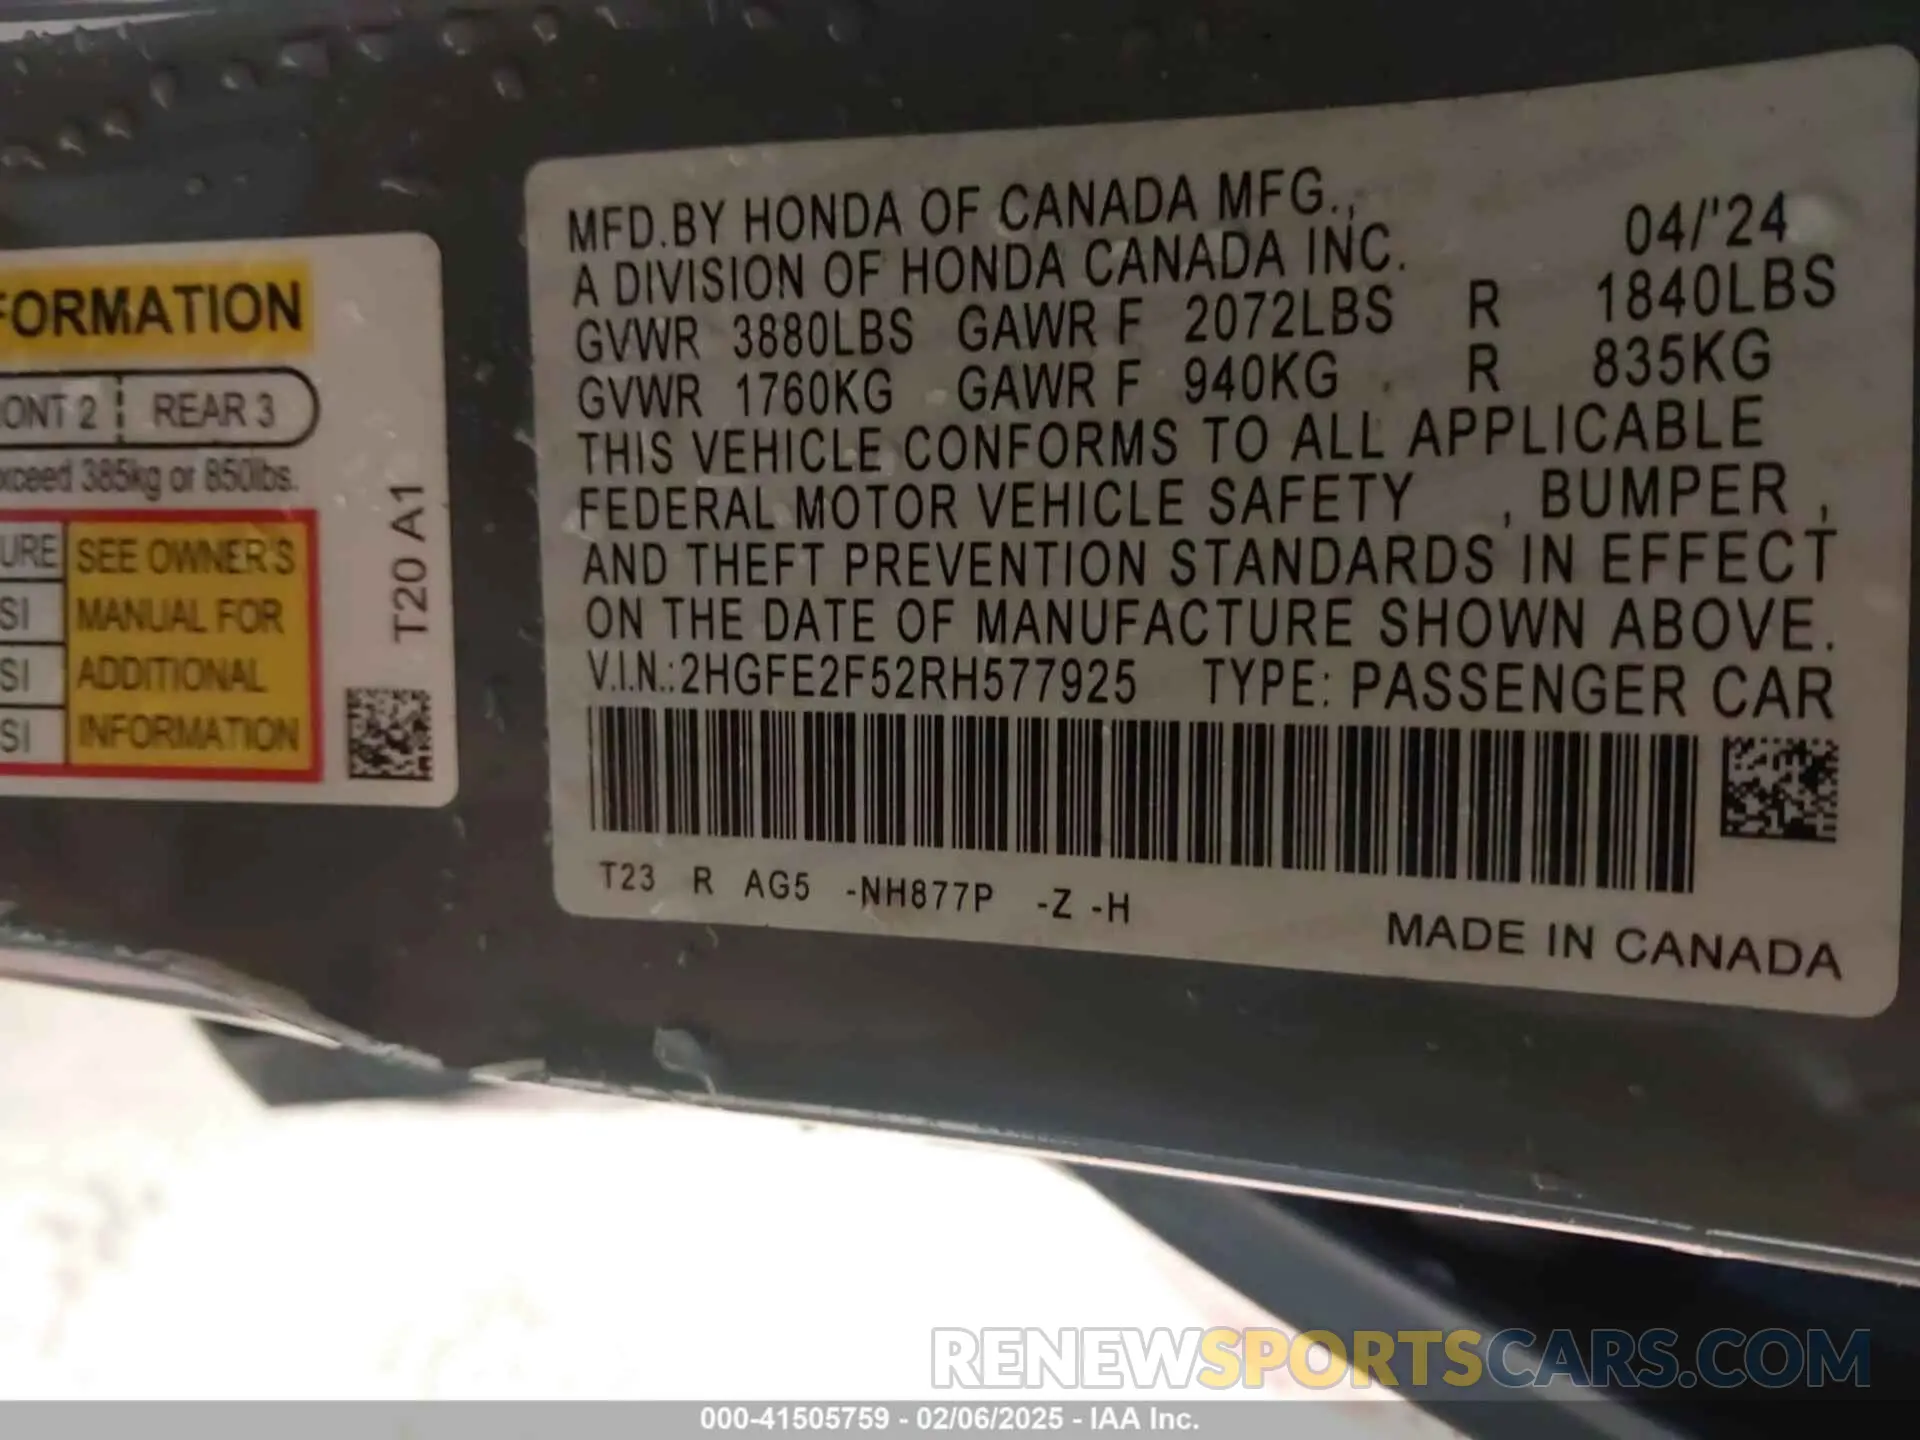 FORMATION
ONT 2 REAR 3
xceed 385kg or 850lbs.
URE SEE OWNER'S
SI MANUAL FOR
SI ADDITIONAL
SI INFORMATION
T20 A1
MFD.BY HONDA OF CANADA MFG.,
A DIVISION OF HONDA CANADA INC. 04/'24
GVWR 3880LBS GAWR F 2072LBS R 1840LBS
GVWR 1760KG GAWR F 940KG R 835KG
THIS VEHICLE CONFORMS TO ALL APPLICABLE
FEDERAL MOTOR VEHICLE SAFETY , BUMPER ,
AND THEFT PREVENTION STANDARDS IN EFFECT
ON THE DATE OF MANUFACTURE SHOWN ABOVE.
V.I.N.:2HGFE2F52RH577925 TYPE: PASSENGER CAR
T23 R AG5 -NH877P -Z -H
MADE IN CANADA
RENEWSPORTSCARS.COM
000-41505759 - 02/06/2025 - IAA Inc.